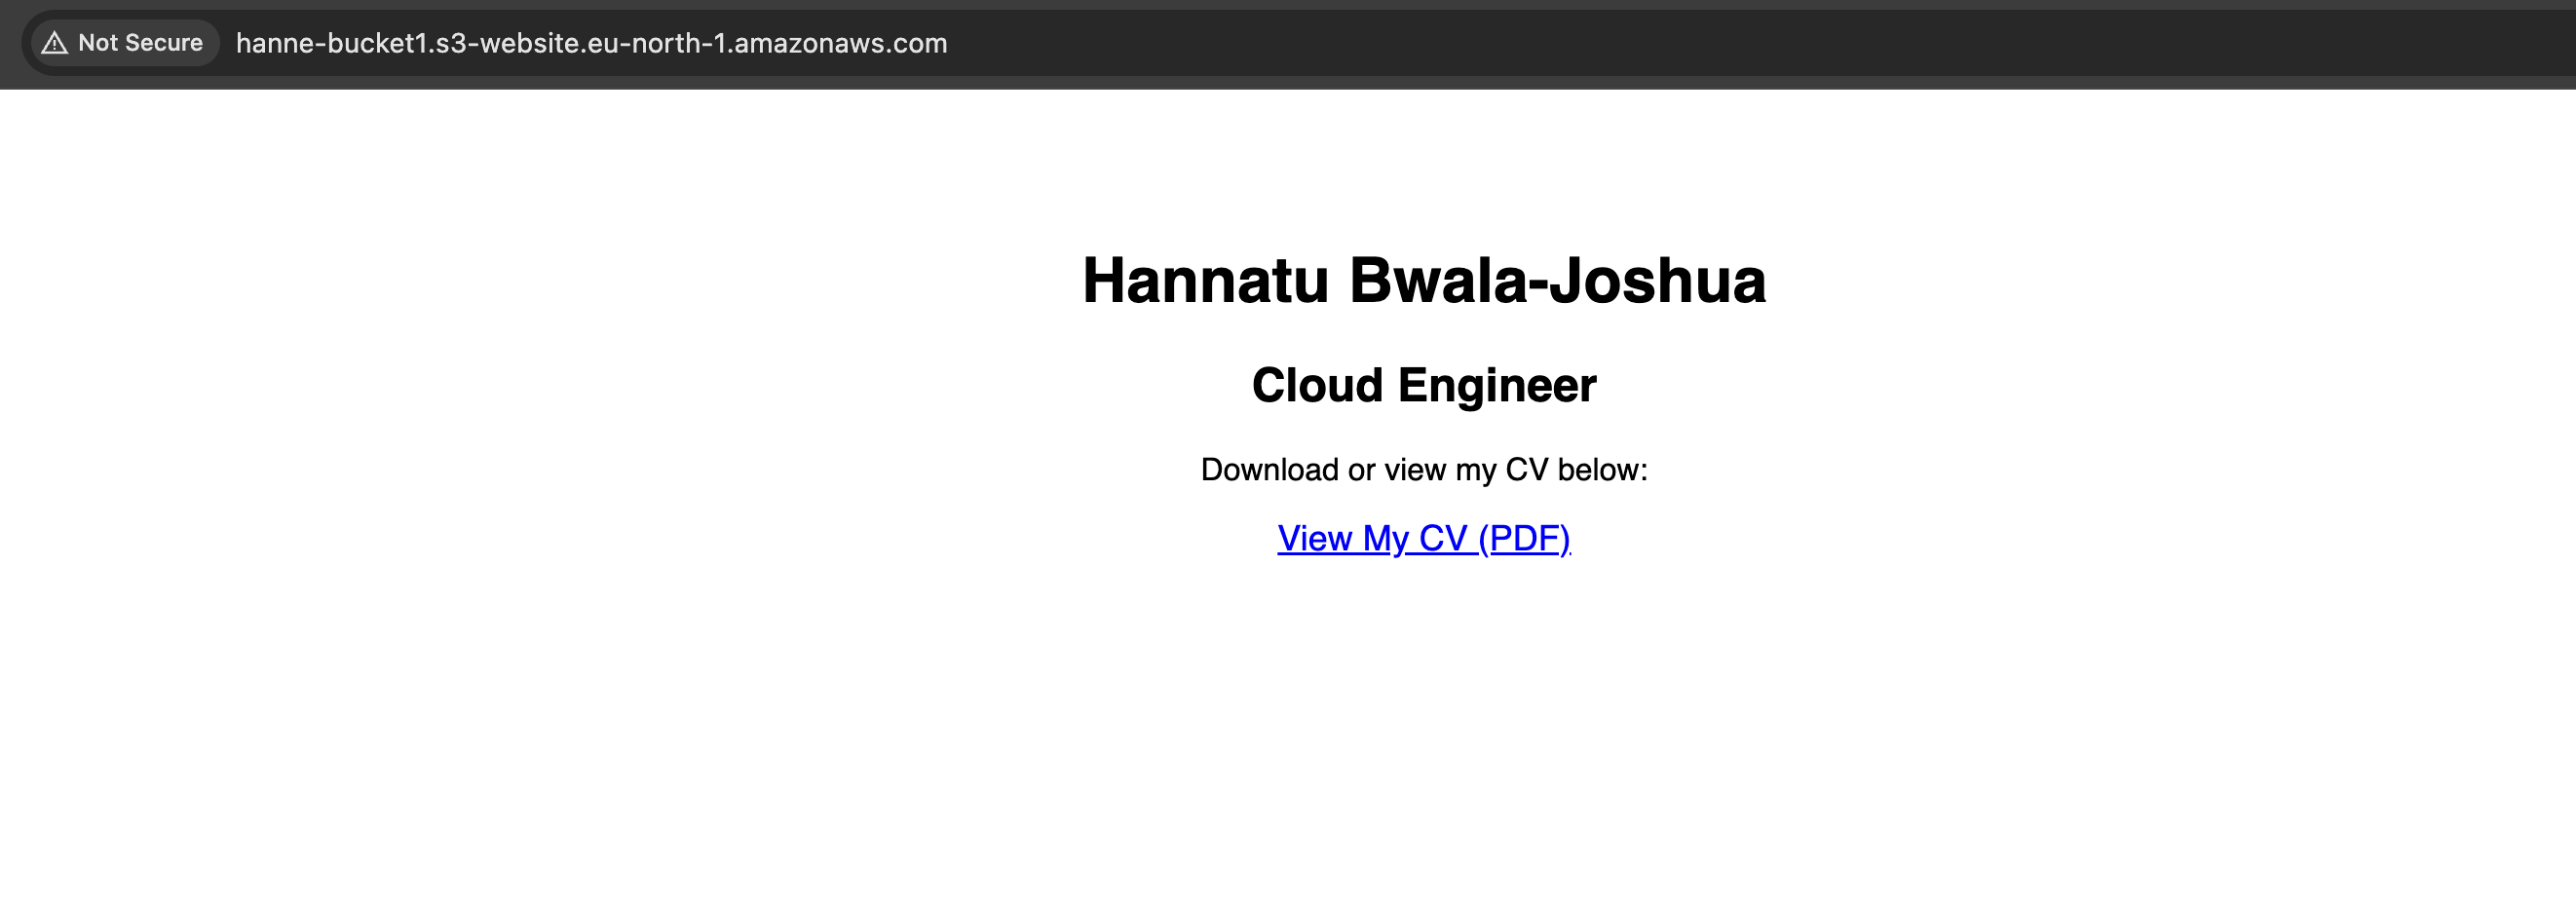 Not Secure hanne-bucket1.s3-website.eu-north-1.amazonaws.com
Hannatu Bwala-Joshua
Cloud Engineer
Download or view my CV below:
View My CV (PDF)